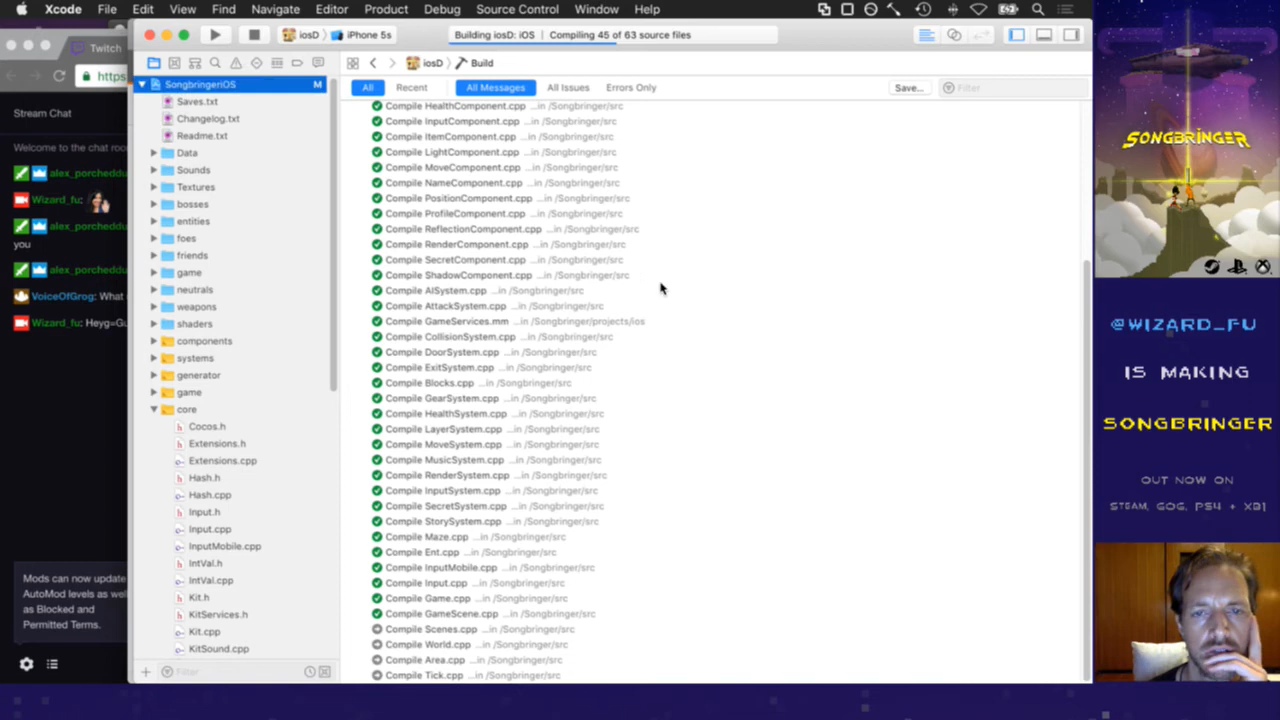 Xcode File Edit View Find Navigate Editor Product Debug Source Control Window Help
iosD iPhone 5s Building iosD: iOS | Compiling 45 of 63 source files
Twitch
https
iosD Build
All Recent All Messages All Issues Errors Only Save... Filter
Stream Chat
Welcome to the chat roo
alex_porcheddu
Wizard_fu:
alex_porcheddu
you
alex_porcheddu
VoiceOfGrog: What
Wizard_fu: Heyg=Gu
Mods can now update
AutoMod levels as wel
as Blocked and
Permitted Terms.
SongbringeriOS M
Saves.txt
Changelog.txt
Readme.txt
Data
Sounds
Textures
bosses
entities
foes
friends
game
neutrals
weapons
shaders
components
systems
generator
game
core
Cocos.h
Extensions.h
Extensions.cpp
Hash.h
Hash.cpp
Input.h
Input.cpp
InputMobile.cpp
IntVal.h
IntVal.cpp
Kit.h
KitServices.h
Kit.cpp
KitSound.cpp
Filter
Compile HealthComponent.cpp ...in /Songbringer/src
Compile InputComponent.cpp ...in /Songbringer/src
Compile ItemComponent.cpp ...in /Songbringer/src
Compile LightComponent.cpp ...in /Songbringer/src
Compile MoveComponent.cpp ...in /Songbringer/src
Compile NameComponent.cpp ...in /Songbringer/src
Compile PositionComponent.cpp ...in /Songbringer/src
Compile ProfileComponent.cpp ...in /Songbringer/src
Compile ReflectionComponent.cpp ...in /Songbringer/src
Compile RenderComponent.cpp ...in /Songbringer/src
Compile SecretComponent.cpp ...in /Songbringer/src
Compile ShadowComponent.cpp ...in /Songbringer/src
Compile AISystem.cpp ...in /Songbringer/src
Compile AttackSystem.cpp ...in /Songbringer/src
Compile GameServices.mm ...in /Songbringer/projects/ios
Compile CollisionSystem.cpp ...in /Songbringer/src
Compile DoorSystem.cpp ...in /Songbringer/src
Compile ExitSystem.cpp ...in /Songbringer/src
Compile Blocks.cpp ...in /Songbringer/src
Compile GearSystem.cpp ...in /Songbringer/src
Compile HealthSystem.cpp ...in /Songbringer/src
Compile LayerSystem.cpp ...in /Songbringer/src
Compile MoveSystem.cpp ...in /Songbringer/src
Compile MusicSystem.cpp ...in /Songbringer/src
Compile RenderSystem.cpp ...in /Songbringer/src
Compile InputSystem.cpp ...in /Songbringer/src
Compile SecretSystem.cpp ...in /Songbringer/src
Compile StorySystem.cpp ...in /Songbringer/src
Compile Maze.cpp ...in /Songbringer/src
Compile Ent.cpp ...in /Songbringer/src
Compile InputMobile.cpp ...in /Songbringer/src
Compile Input.cpp ...in /Songbringer/src
Compile Game.cpp ...in /Songbringer/src
Compile GameScene.cpp ...in /Songbringer/src
Compile Scenes.cpp ...in /Songbringer/src
Compile World.cpp ...in /Songbringer/src
Compile Area.cpp ...in /Songbringer/src
Compile Tick.cpp ...in /Songbringer/src
SONGBRINGER
@WIZARD_FU
IS MAKING
SONGBRINGER
OUT NOW ON
STEAM, GOG, PS4 + XB1